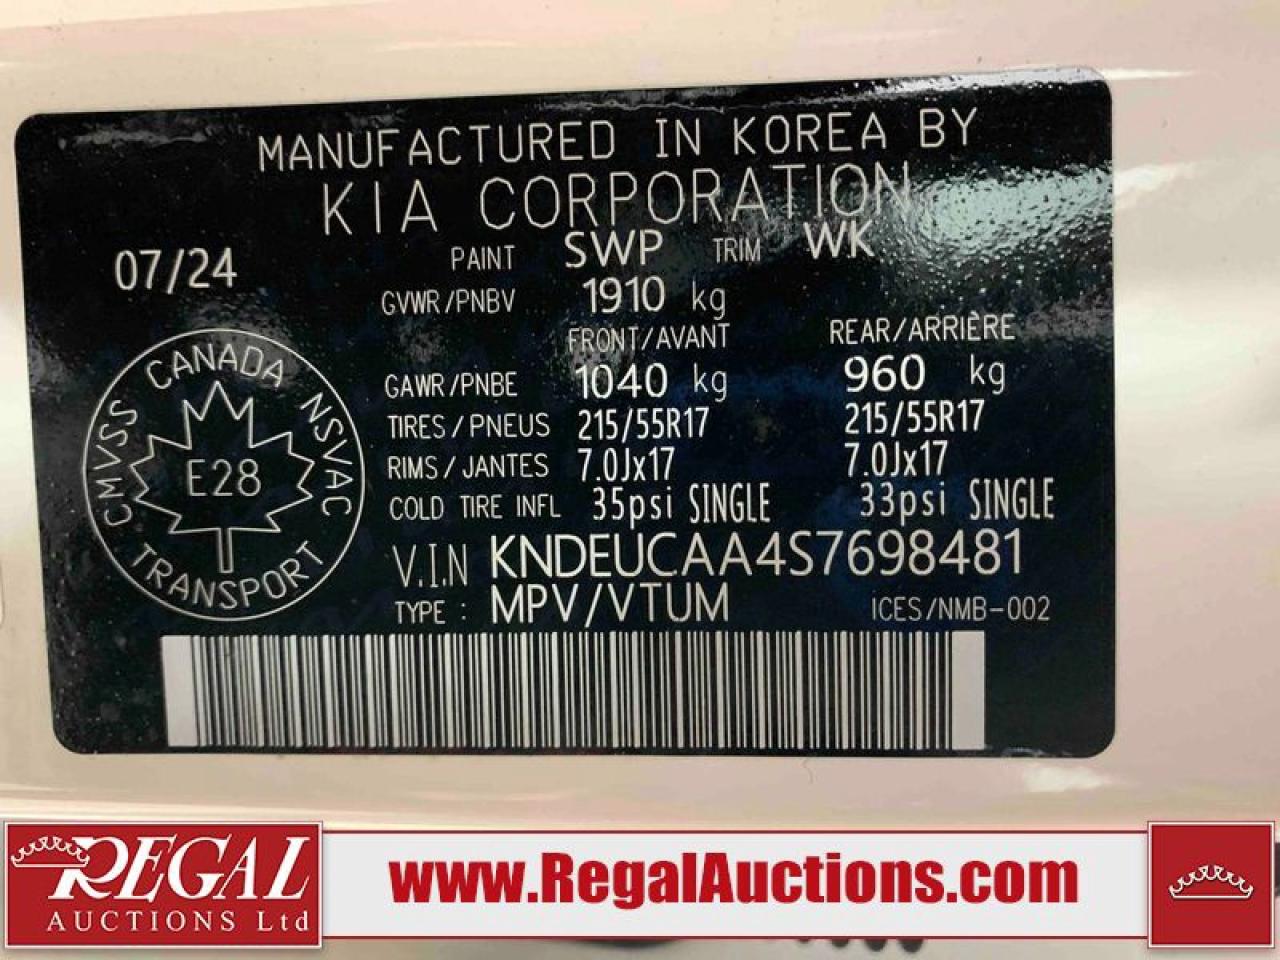 MANUFACTURED IN KOREA BY
KIA CORPORATION
07/24
PAINT SWP TRIM WK
GVWR/PNBV 1910 kg
FRONT/AVANT REAR/ARRIÈRE
GAWR/PNBE 1040 kg 960 kg
TIRES/PNEUS 215/55R17 215/55R17
RIMS/JANTES 7.0Jx17 7.0Jx17
COLD TIRE INFL 35psi SINGLE 33psi SINGLE
V.I.N KNDEUCAA4S7698481
TYPE : MPV/VTUM ICES/NMB-002
CANADA
CMVSS NSVAC
E28
TRANSPORT
REGAL
AUCTIONS Ltd
www.RegalAuctions.com